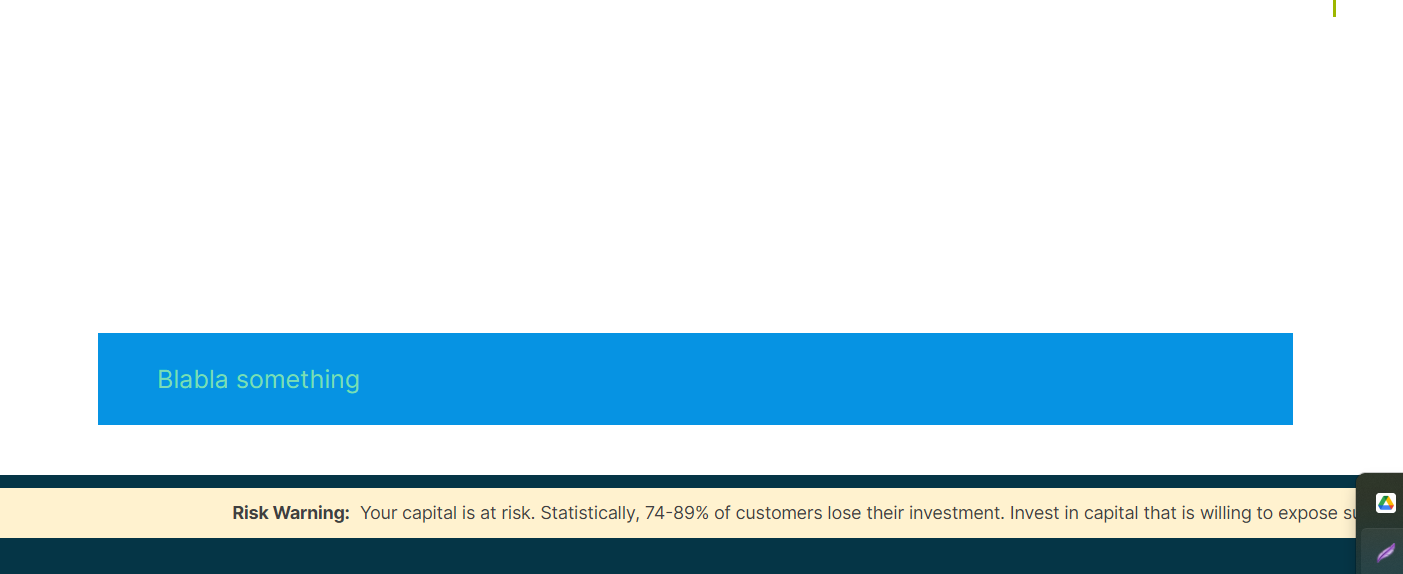 Blabla something
Risk Warning: Your capital is at risk. Statistically, 74-89% of customers lose their investment. Invest in capital that is willing to expose